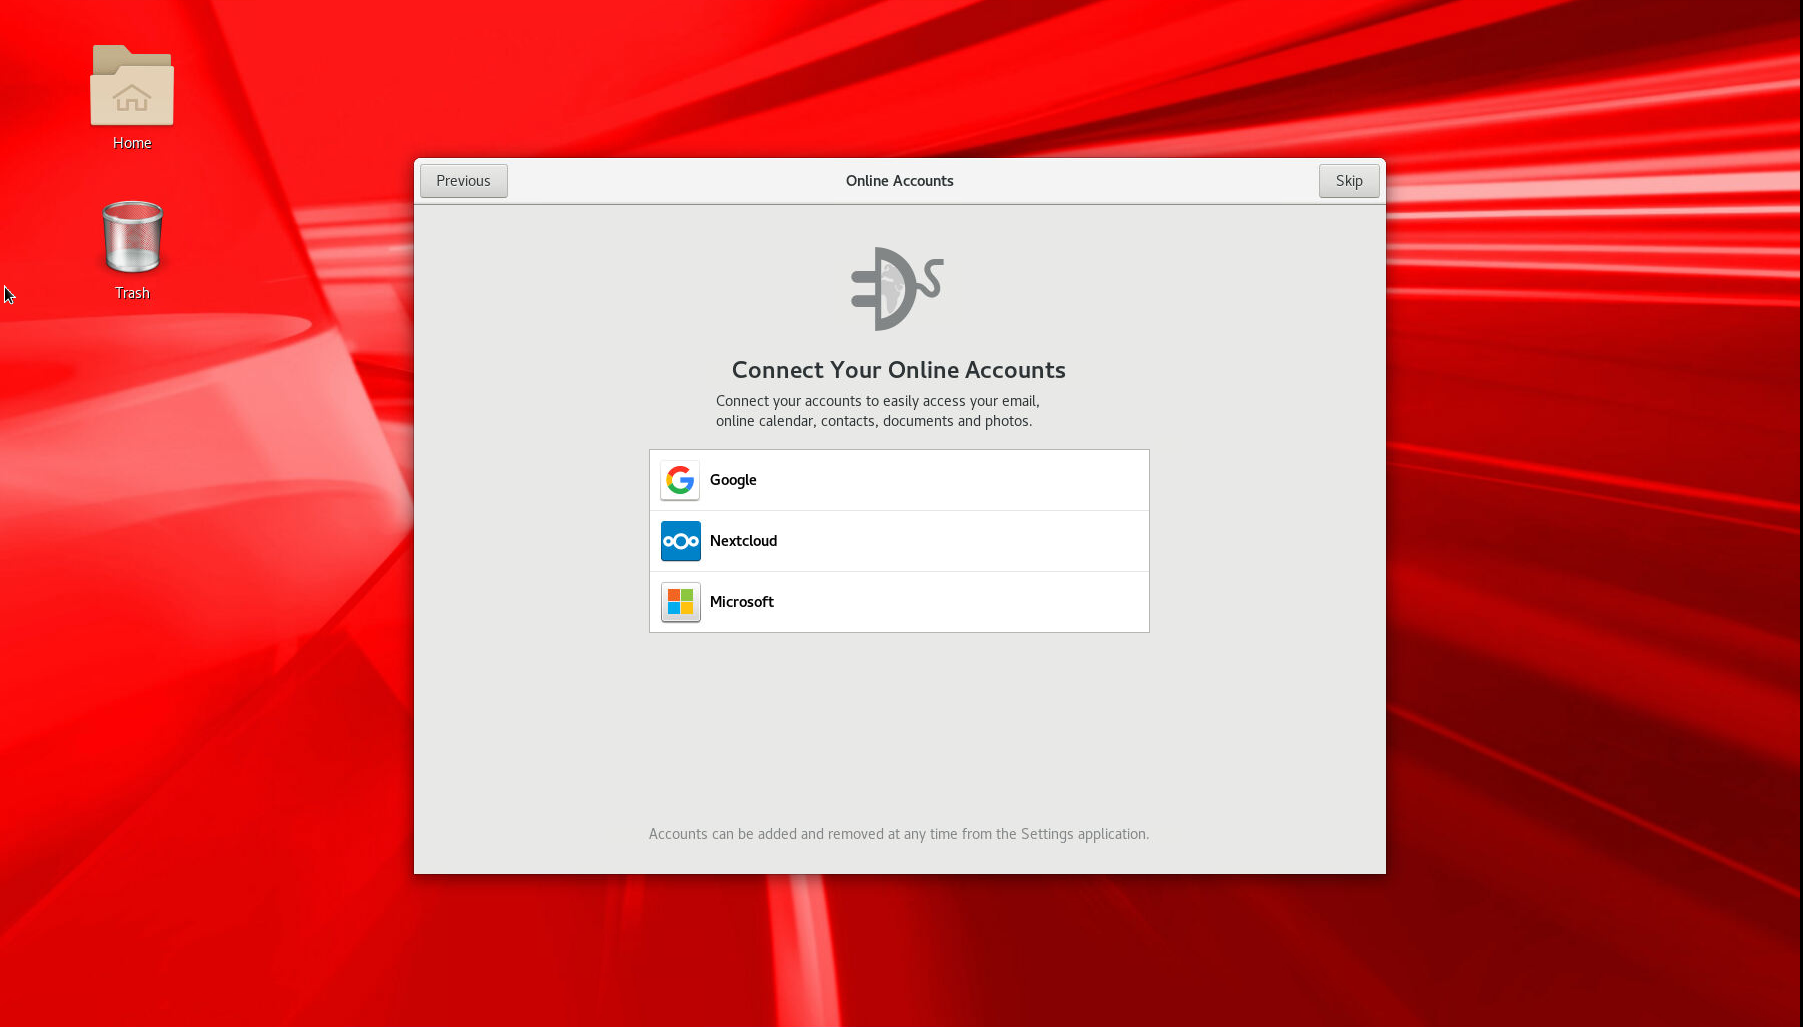 Home
Trash
Previous
Online Accounts
Skip
Connect Your Online Accounts
Connect your accounts to easily access your email,
online calendar, contacts, documents and photos.
Google
Nextcloud
Microsoft
Accounts can be added and removed at any time from the Settings application.